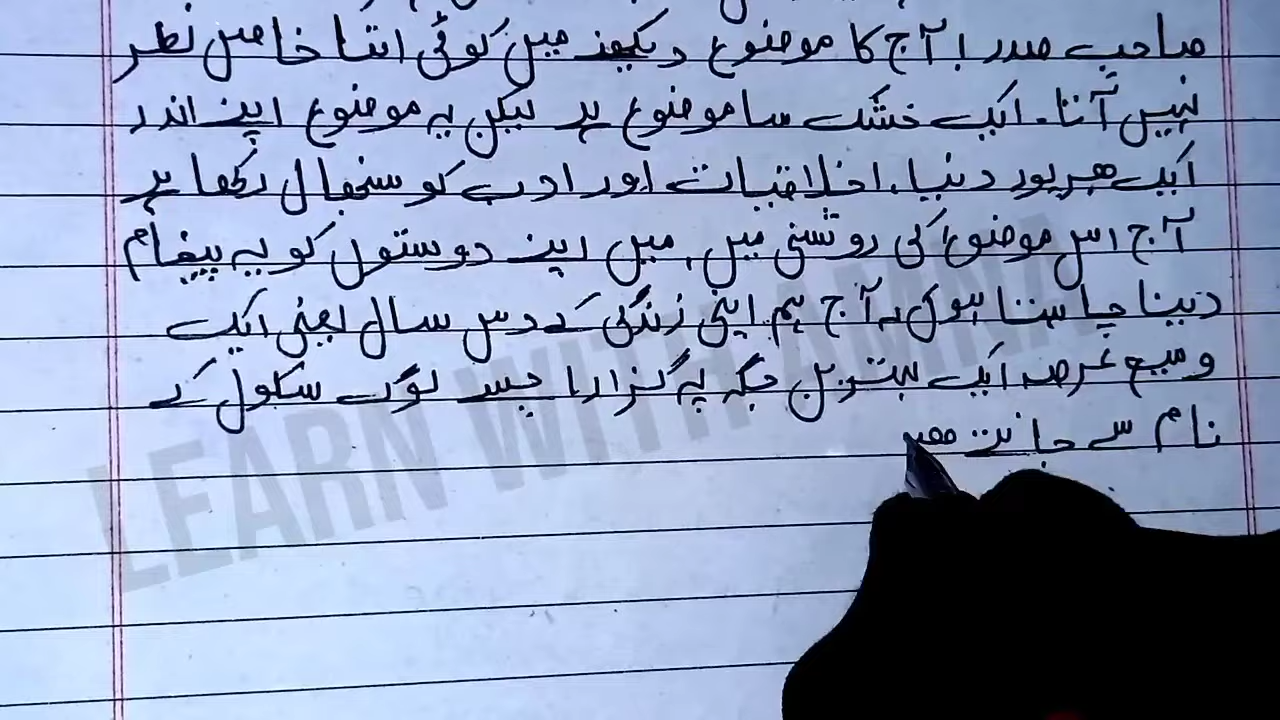 صاحب صدر! آج کا موضوع دیکھنے میں کوئی اتنا خاص نظر
نہیں آتا۔ ایک خشک سا موضوع ہے لیکن یہ موضوع اپنے اندر
ایک بھرپور دنیا، اخلاقیات اور ادب کو سنبھال رکھا ہے
آج اس موضوع کی روشنی میں، میں اپنے دوستوں کو یہ پیغام
دینا چاہتا ہوں کہ آج ہم اپنی زندگی کے دس سال یعنی ایک
وسیع عرصہ ایک بہترین جگہ پہ گزارا جسے لوگ سکول کے
نام سے جانتے
LEARN WITH AMNA